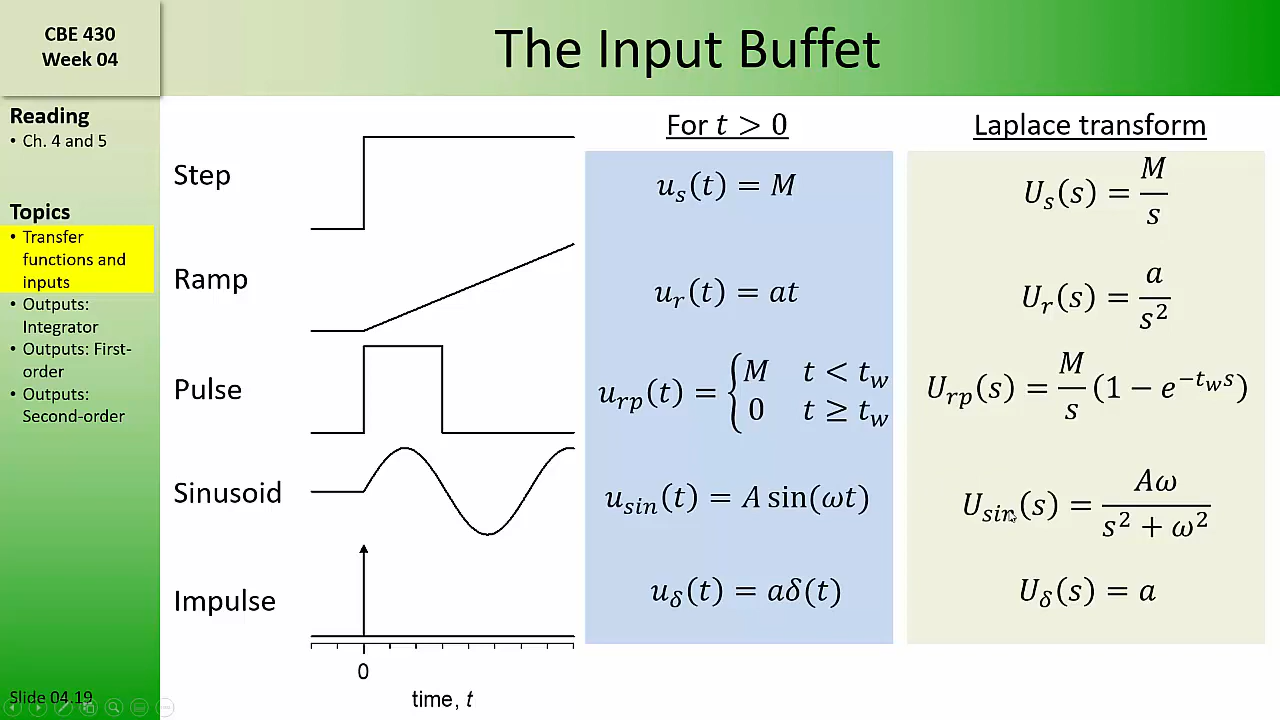 CBE 430
Week 04
The Input Buffet
Reading
• Ch. 4 and 5
Topics
• Transfer
functions and
inputs
• Outputs:
Integrator
• Outputs: First-
order
• Outputs:
Second-order
Slide 04.19
For t > 0
Laplace transform
Step
u_s(t) = M
U_s(s) = M/s
Ramp
u_r(t) = at
U_r(s) = a/s²
Pulse
u_rp(t) = { M t < t_w
0 t ≥ t_w
U_rp(s) = M/s (1 − e^(−t_w s))
Sinusoid
u_sin(t) = A sin(ωt)
U_sin(s) = Aω/(s² + ω²)
Impulse
u_δ(t) = aδ(t)
U_δ(s) = a
0
time, t